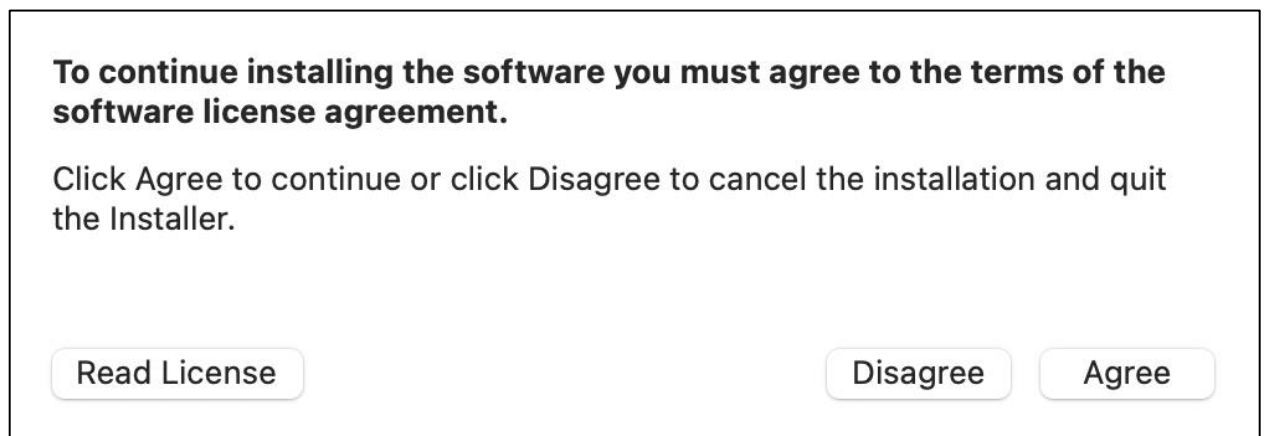 To continue installing the software you must agree to the terms of the
software license agreement.
Click Agree to continue or click Disagree to cancel the installation and quit
the Installer.
Read License
Disagree
Agree